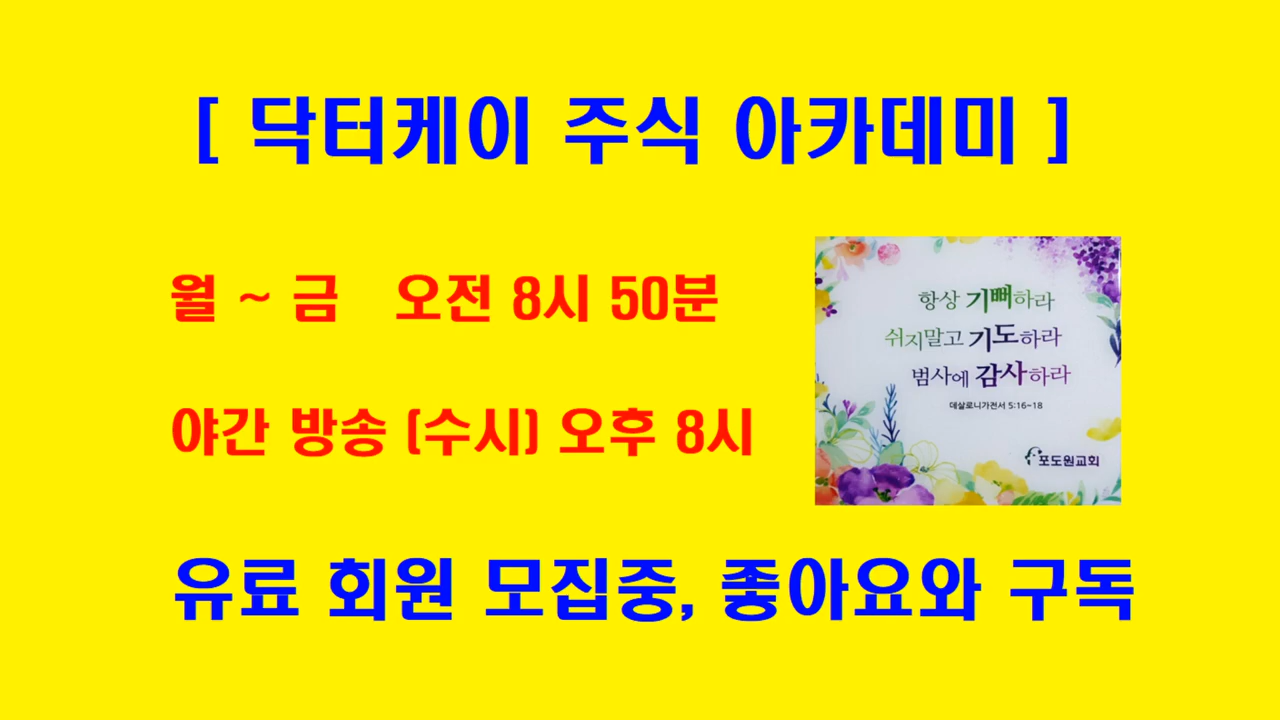 [ 닥터케이 주식 아카데미 ]
월 ~ 금 오전 8시 50분
야간 방송 (수시) 오후 8시
항상 기뻐하라
쉬지말고 기도하라
범사에 감사하라
데살로니가전서 5:16~18
포도원교회
유료 회원 모집중, 좋아요와 구독